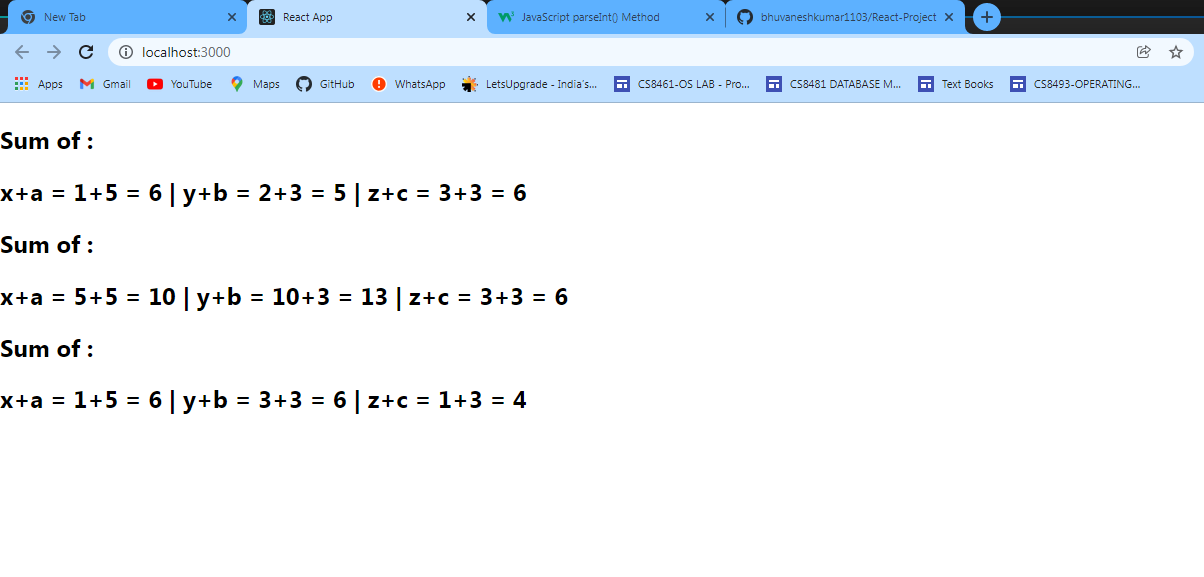 New Tab
React App
JavaScript parseInt() Method
bhuvaneshkumar1103/React-Project
localhost:3000
Apps
Gmail
YouTube
Maps
GitHub
WhatsApp
LetsUpgrade - India's...
CS8461-OS LAB - Pro...
CS8481 DATABASE M...
Text Books
CS8493-OPERATING...
Sum of :
x+a = 1+5 = 6 | y+b = 2+3 = 5 | z+c = 3+3 = 6
Sum of :
x+a = 5+5 = 10 | y+b = 10+3 = 13 | z+c = 3+3 = 6
Sum of :
x+a = 1+5 = 6 | y+b = 3+3 = 6 | z+c = 1+3 = 4